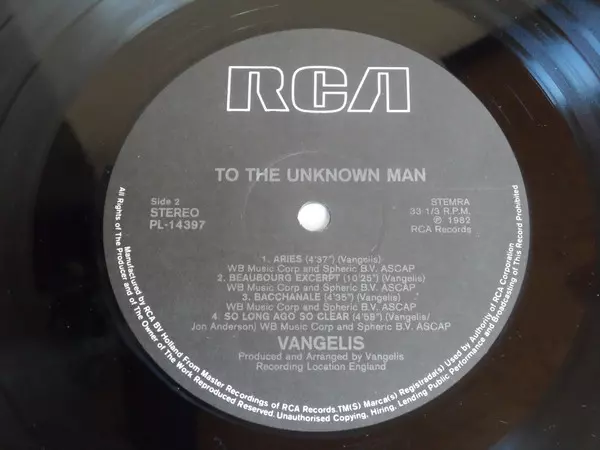 RCA
TO THE UNKNOWN MAN
Side 2
STEREO
PL-14397
STEMRA
33 1/3 R.P.M.
℗ 1982
RCA Records
1. ARIES (4'37") (Vangelis)
WB Music Corp and Spheric B.V. ASCAP
2. BEAUBOURG EXCERPT (10'25") (Vangelis)
WB Music Corp and Spheric B.V. ASCAP
3. BACCHANALE (4'35") (Vangelis)
WB Music Corp and Spheric B.V. ASCAP
4. SO LONG AGO SO CLEAR (4'58") (Vangelis/
Jon Anderson) WB Music Corp and Spheric B.V. ASCAP
VANGELIS
Produced and Arranged by Vangelis
Recording Location England
Manufactured by RCA BV Holland From Master Recordings of RCA Records.TM(S) Marca(s) Registrada(s) Used by Authority of RCA Corporation
All Rights of The Producer and of The Owner of The Work Reproduced Reserved. Unauthorised Copying, Hiring, Lending Public Performance and Broadcasting of This Record Prohibited